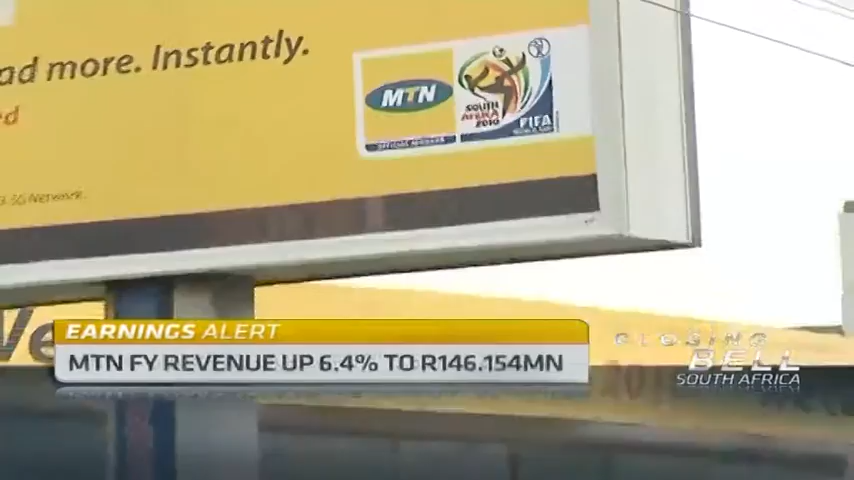 ad more. Instantly.
MTN
SOUTH
AFRICA
2010
FIFA
EARNINGS ALERT
MTN FY REVENUE UP 6.4% TO R146.154MN
CLOSING
BELL
SOUTH AFRICA